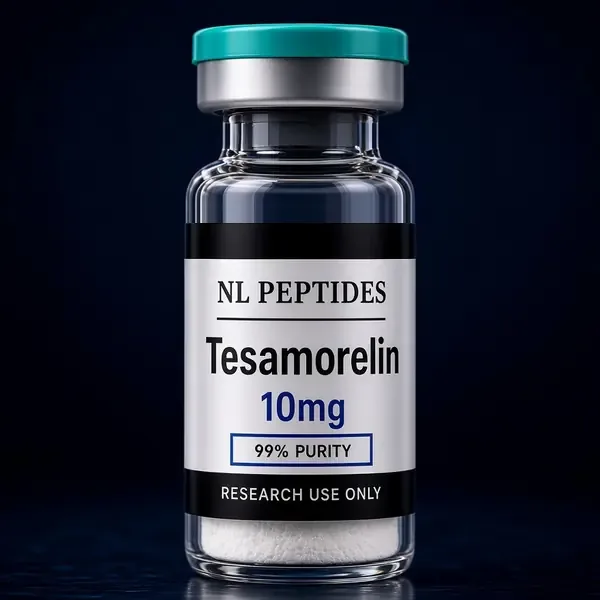 NL PEPTIDES
Tesamorelin
10mg
99% PURITY
RESEARCH USE ONLY